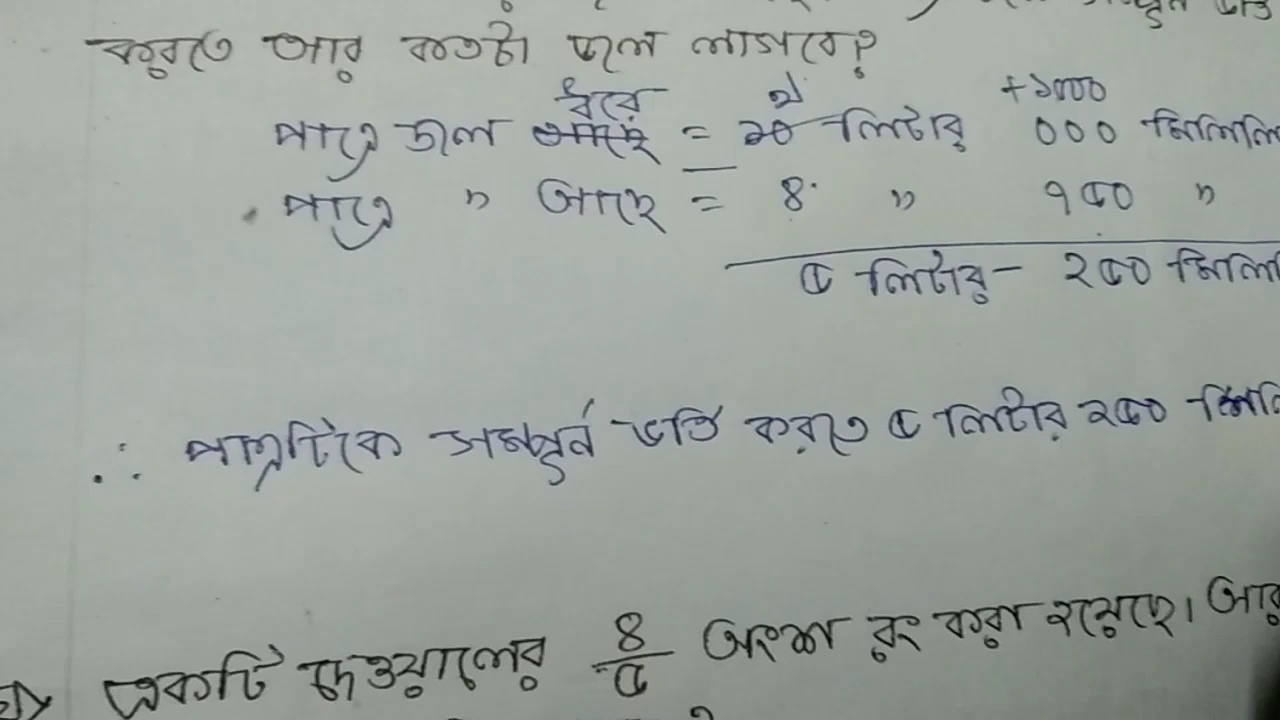 করতে আর কতটা জল লাগবে?
ধরে ৯ +১০০০
পাত্রে জল আছে = ১০ লিটার ০০০ মিলিলি
পাত্রে " আছে = ৪ " ৭৫০ "
৫ লিটার - ২৫০ মিলি
∴ পাত্রটিকে সম্পূর্ন ভর্তি করতে ৫ লিটার ২৫০ মিলি
একটি দেওয়ালের ৪/৫ অংশ রং করা হয়েছে। আর